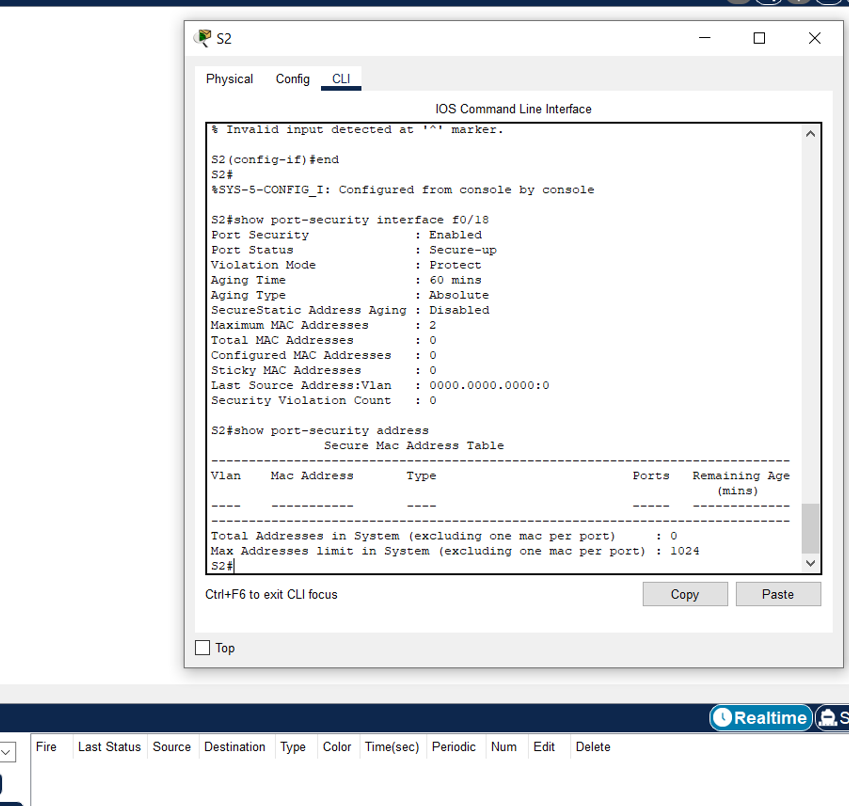 S2
Physical Config CLI
IOS Command Line Interface
% Invalid input detected at '^' marker.
S2(config-if)#end
S2#
%SYS-5-CONFIG_I: Configured from console by console
S2#show port-security interface f0/18
Port Security : Enabled
Port Status : Secure-up
Violation Mode : Protect
Aging Time : 60 mins
Aging Type : Absolute
SecureStatic Address Aging : Disabled
Maximum MAC Addresses : 2
Total MAC Addresses : 0
Configured MAC Addresses : 0
Sticky MAC Addresses : 0
Last Source Address:Vlan : 0000.0000.0000:0
Security Violation Count : 0
S2#show port-security address
Secure Mac Address Table
-----------------------------------------------------------------------------
Vlan Mac Address Type Ports Remaining Age
(mins)
---- ----------- ---- ----- -------------
-----------------------------------------------------------------------------
Total Addresses in System (excluding one mac per port) : 0
Max Addresses limit in System (excluding one mac per port) : 1024
S2#
Ctrl+F6 to exit CLI focus Copy Paste
Top
Realtime S
Fire Last Status Source Destination Type Color Time(sec) Periodic Num Edit Delete